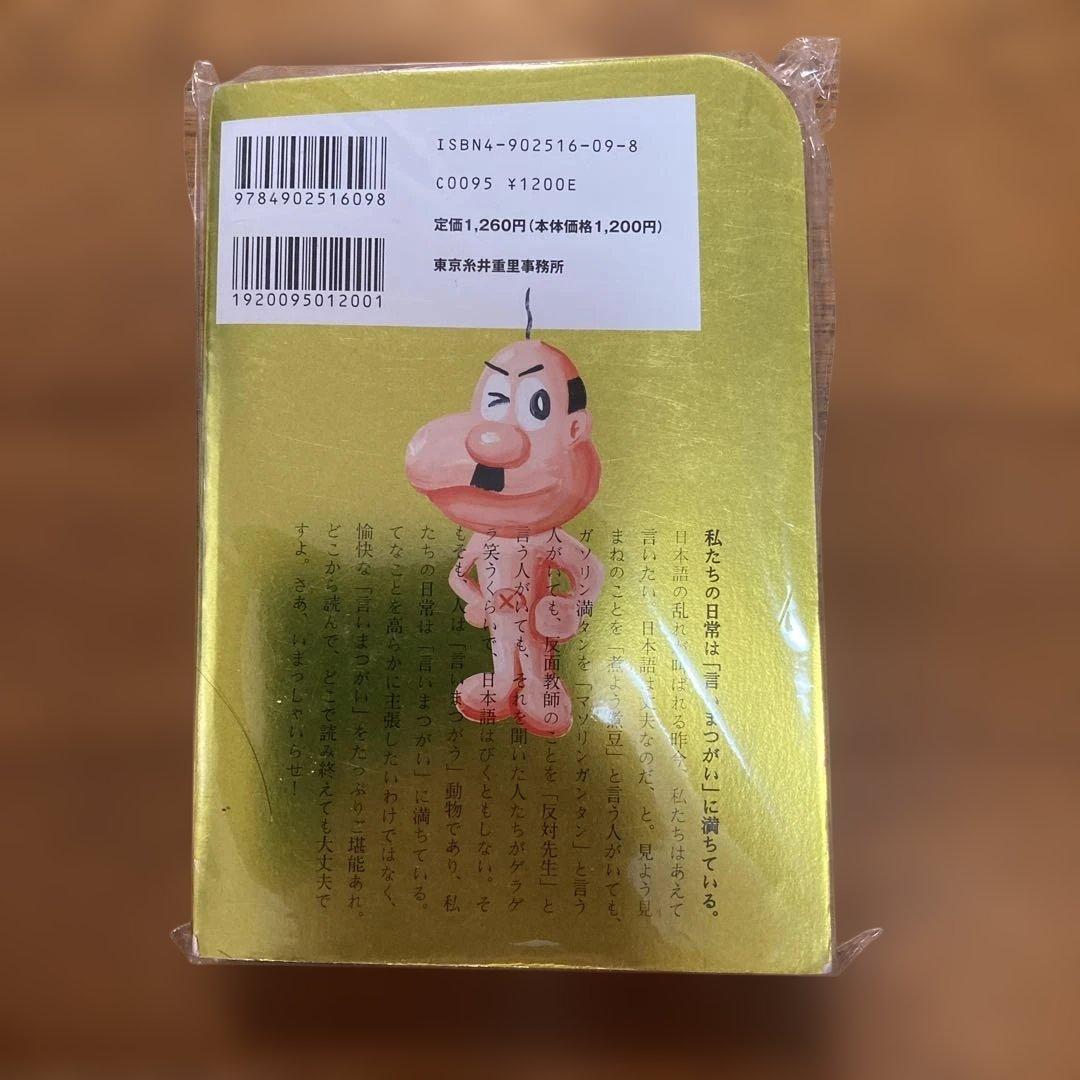 ISBN4-902516-09-8
C0095 ¥1200E
9784902516098
定価1,260円(本体価格1,200円)
東京糸井重里事務所
1920095012001
私たちの日常は「言いまつがい」に満ちている。
日本語の乱れが叫ばれる昨今、私たちはあえて
言いたい。日本語は丈夫なのだ、と。見よう見
まねのことを「煮よう煮豆」と言う人がいても、
ガソリン満タンを「マソリンガンタン」と言う
人がいても、反面教師のことを「反対先生」と
言う人がいても、それを聞いた人たちがゲラゲ
ラ笑うくらいで、日本語はびくともしない。そ
もそも、人は「言いまつがう」動物であり、私
たちの日常は「言いまつがい」に満ちている。
てなことを高らかに主張したいわけではなく、
愉快な「言いまつがい」をたっぷりご堪能あれ。
どこから読んで、どこで読み終えても大丈夫で
すよ。さあ、いまっしゃいらせ!